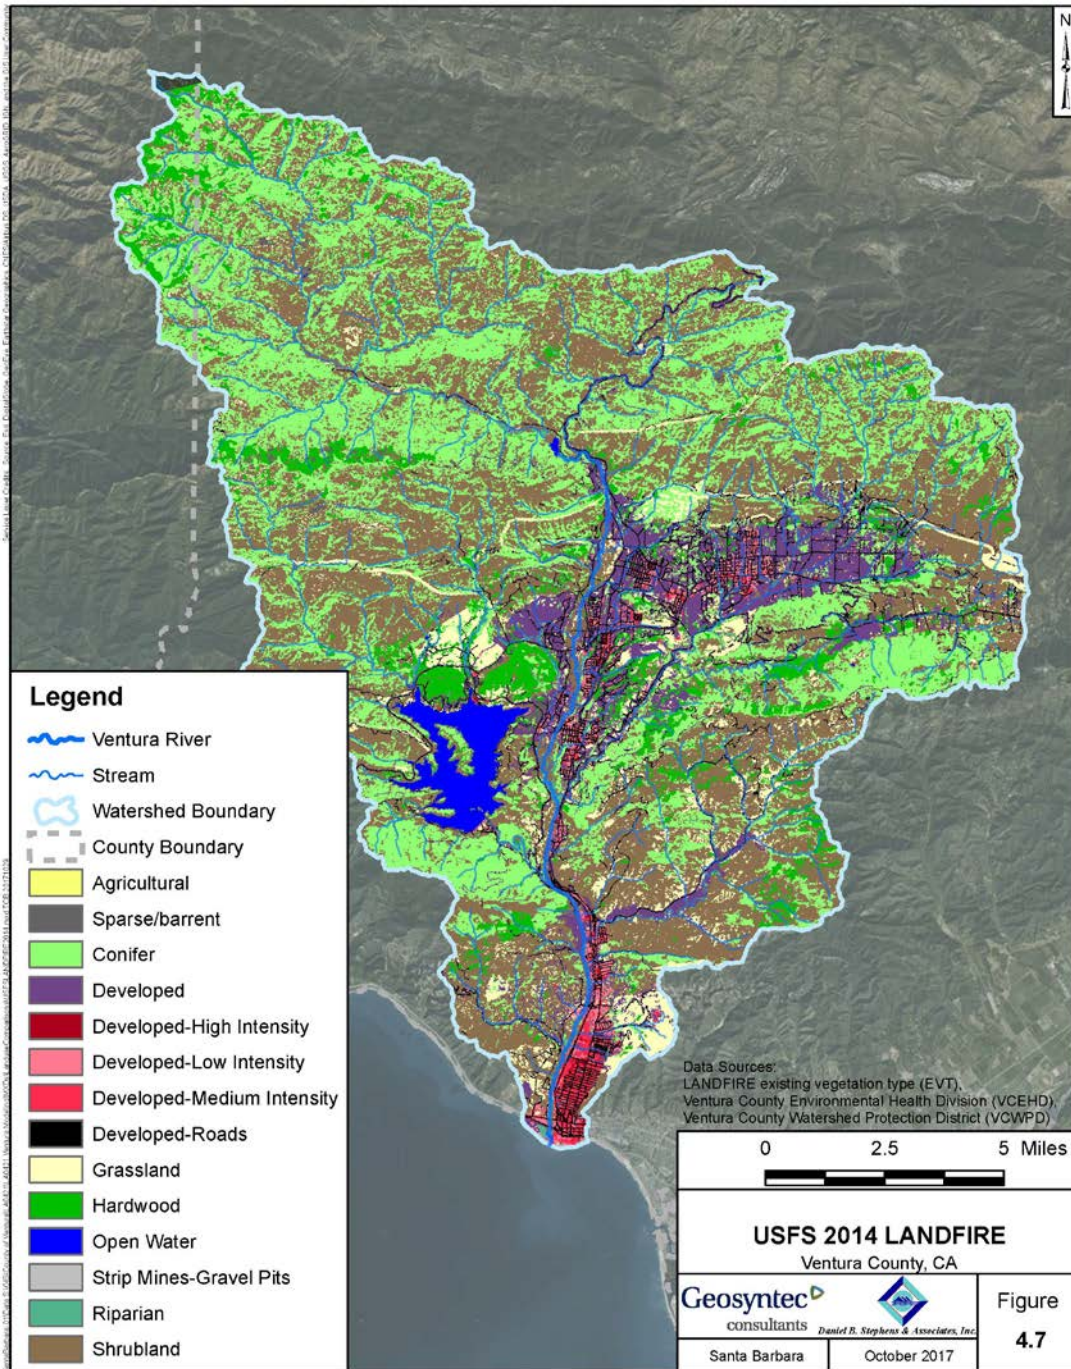 N
Legend
Ventura River
Stream
Watershed Boundary
County Boundary
Agricultural
Sparse/barrent
Conifer
Developed
Developed-High Intensity
Developed-Low Intensity
Developed-Medium Intensity
Developed-Roads
Grassland
Hardwood
Open Water
Strip Mines-Gravel Pits
Riparian
Shrubland
Data Sources:
LANDFIRE existing vegetation type (EVT),
Ventura County Environmental Health Division (VCEHD),
Ventura County Watershed Protection District (VCWPD)
0 2.5 5 Miles
USFS 2014 LANDFIRE
Ventura County, CA
Geosyntec
consultants
Daniel B. Stephens & Associates, Inc.
Santa Barbara
October 2017
Figure
4.7